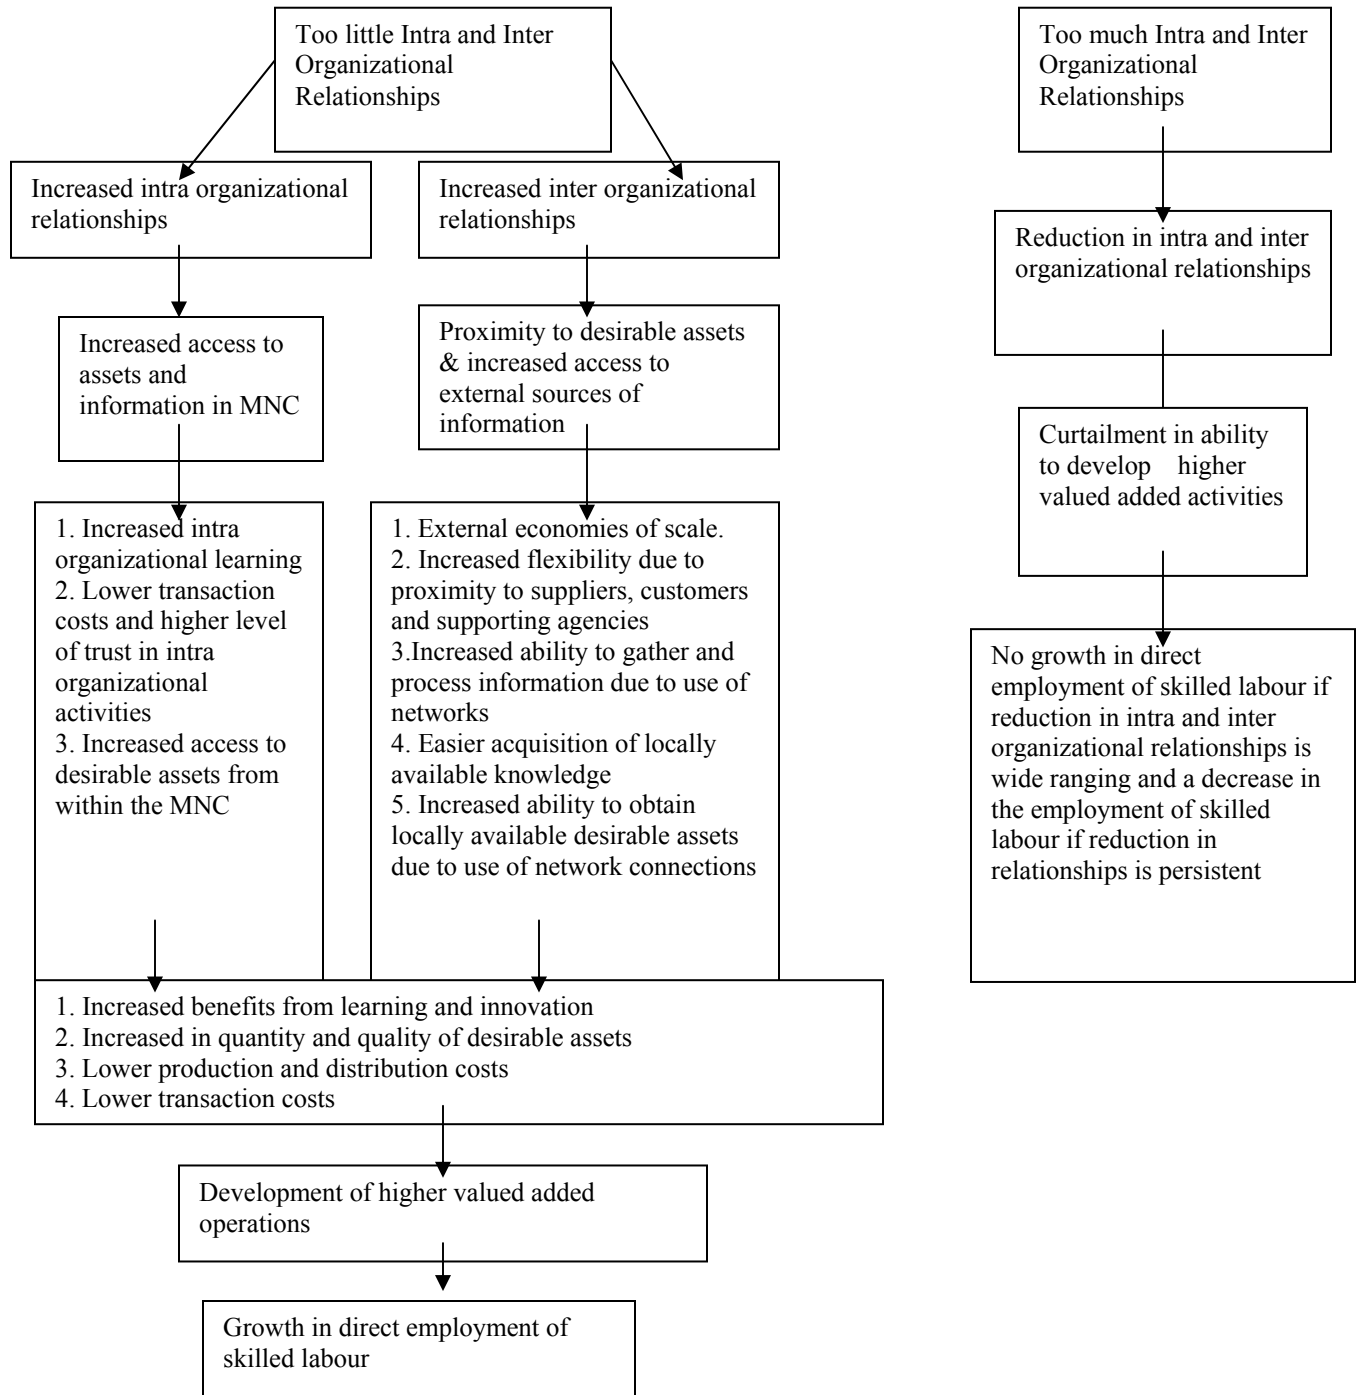 Too little Intra and Inter
Organizational
Relationships
Too much Intra and Inter
Organizational
Relationships
Increased intra organizational
relationships
Increased inter organizational
relationships
Reduction in intra and inter
organizational relationships
Increased access to
assets and
information in MNC
Proximity to desirable assets
& increased access to
external sources of
information
Curtailment in ability
to develop higher
valued added activities
1. Increased intra
organizational learning
2. Lower transaction
costs and higher level
of trust in intra
organizational
activities
3. Increased access to
desirable assets from
within the MNC
1. External economies of scale.
2. Increased flexibility due to
proximity to suppliers, customers
and supporting agencies
3.Increased ability to gather and
process information due to use of
networks
4. Easier acquisition of locally
available knowledge
5. Increased ability to obtain
locally available desirable assets
due to use of network connections
No growth in direct
employment of skilled labour if
reduction in intra and inter
organizational relationships is
wide ranging and a decrease in
the employment of skilled
labour if reduction in
relationships is persistent
1. Increased benefits from learning and innovation
2. Increased in quantity and quality of desirable assets
3. Lower production and distribution costs
4. Lower transaction costs
Development of higher valued added
operations
Growth in direct employment of
skilled labour